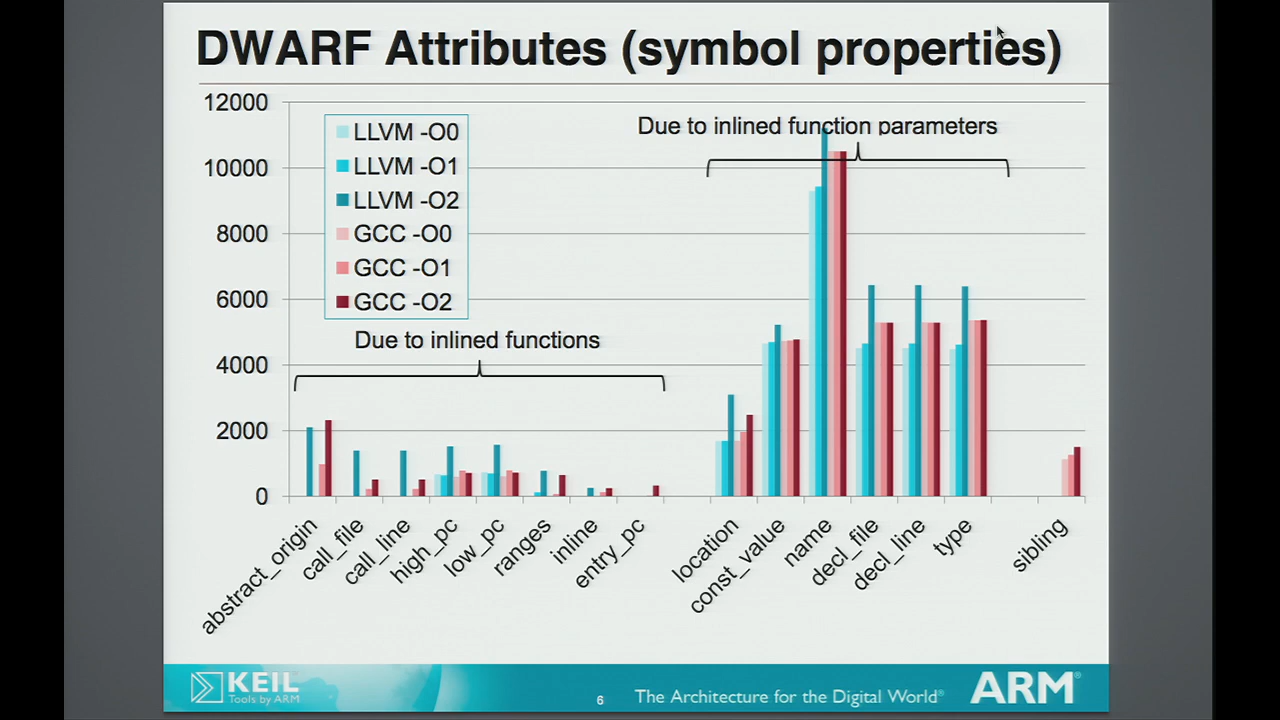 DWARF Attributes (symbol properties)
12000
10000
8000
6000
4000
2000
0
LLVM -O0
LLVM -O1
LLVM -O2
GCC -O0
GCC -O1
GCC -O2
Due to inlined functions
Due to inlined function parameters
abstract_origin
call_file
call_line
high_pc
low_pc
ranges
inline
entry_pc
location
const_value
name
decl_file
decl_line
type
sibling
KEIL
Tools by ARM
6
The Architecture for the Digital World®
ARM®